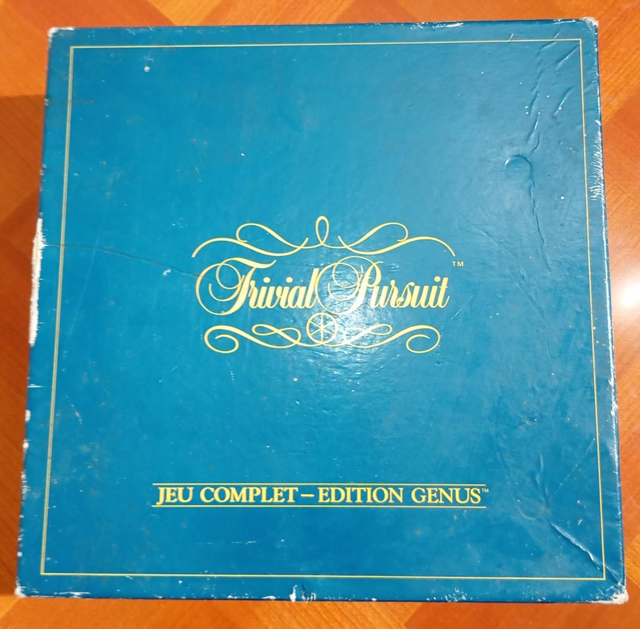 Trivial Pursuit™
JEU COMPLET – EDITION GENUS™